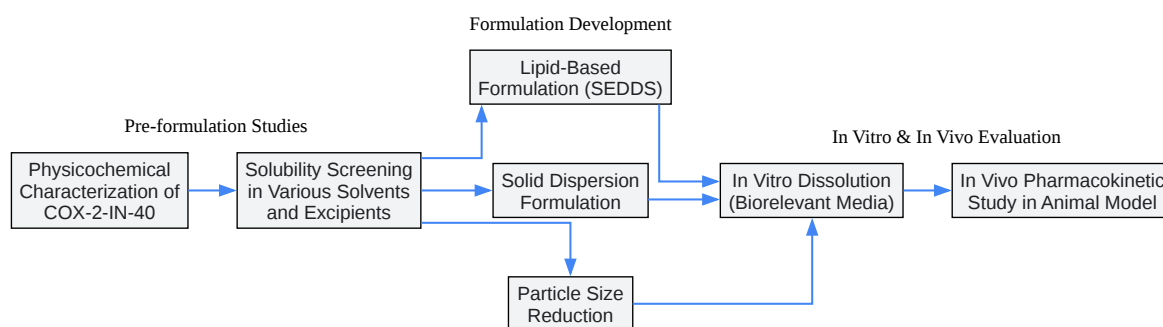 Formulation Development
Lipid-Based
Formulation (SEDDS)
Pre-formulation Studies
In Vitro & In Vivo Evaluation
Physicochemical
Characterization of
COX-2-IN-40
Solubility Screening
in Various Solvents
and Excipients
Solid Dispersion
Formulation
In Vitro Dissolution
(Biorelevant Media)
In Vivo Pharmacokinetic
Study in Animal Model
Particle Size
Reduction